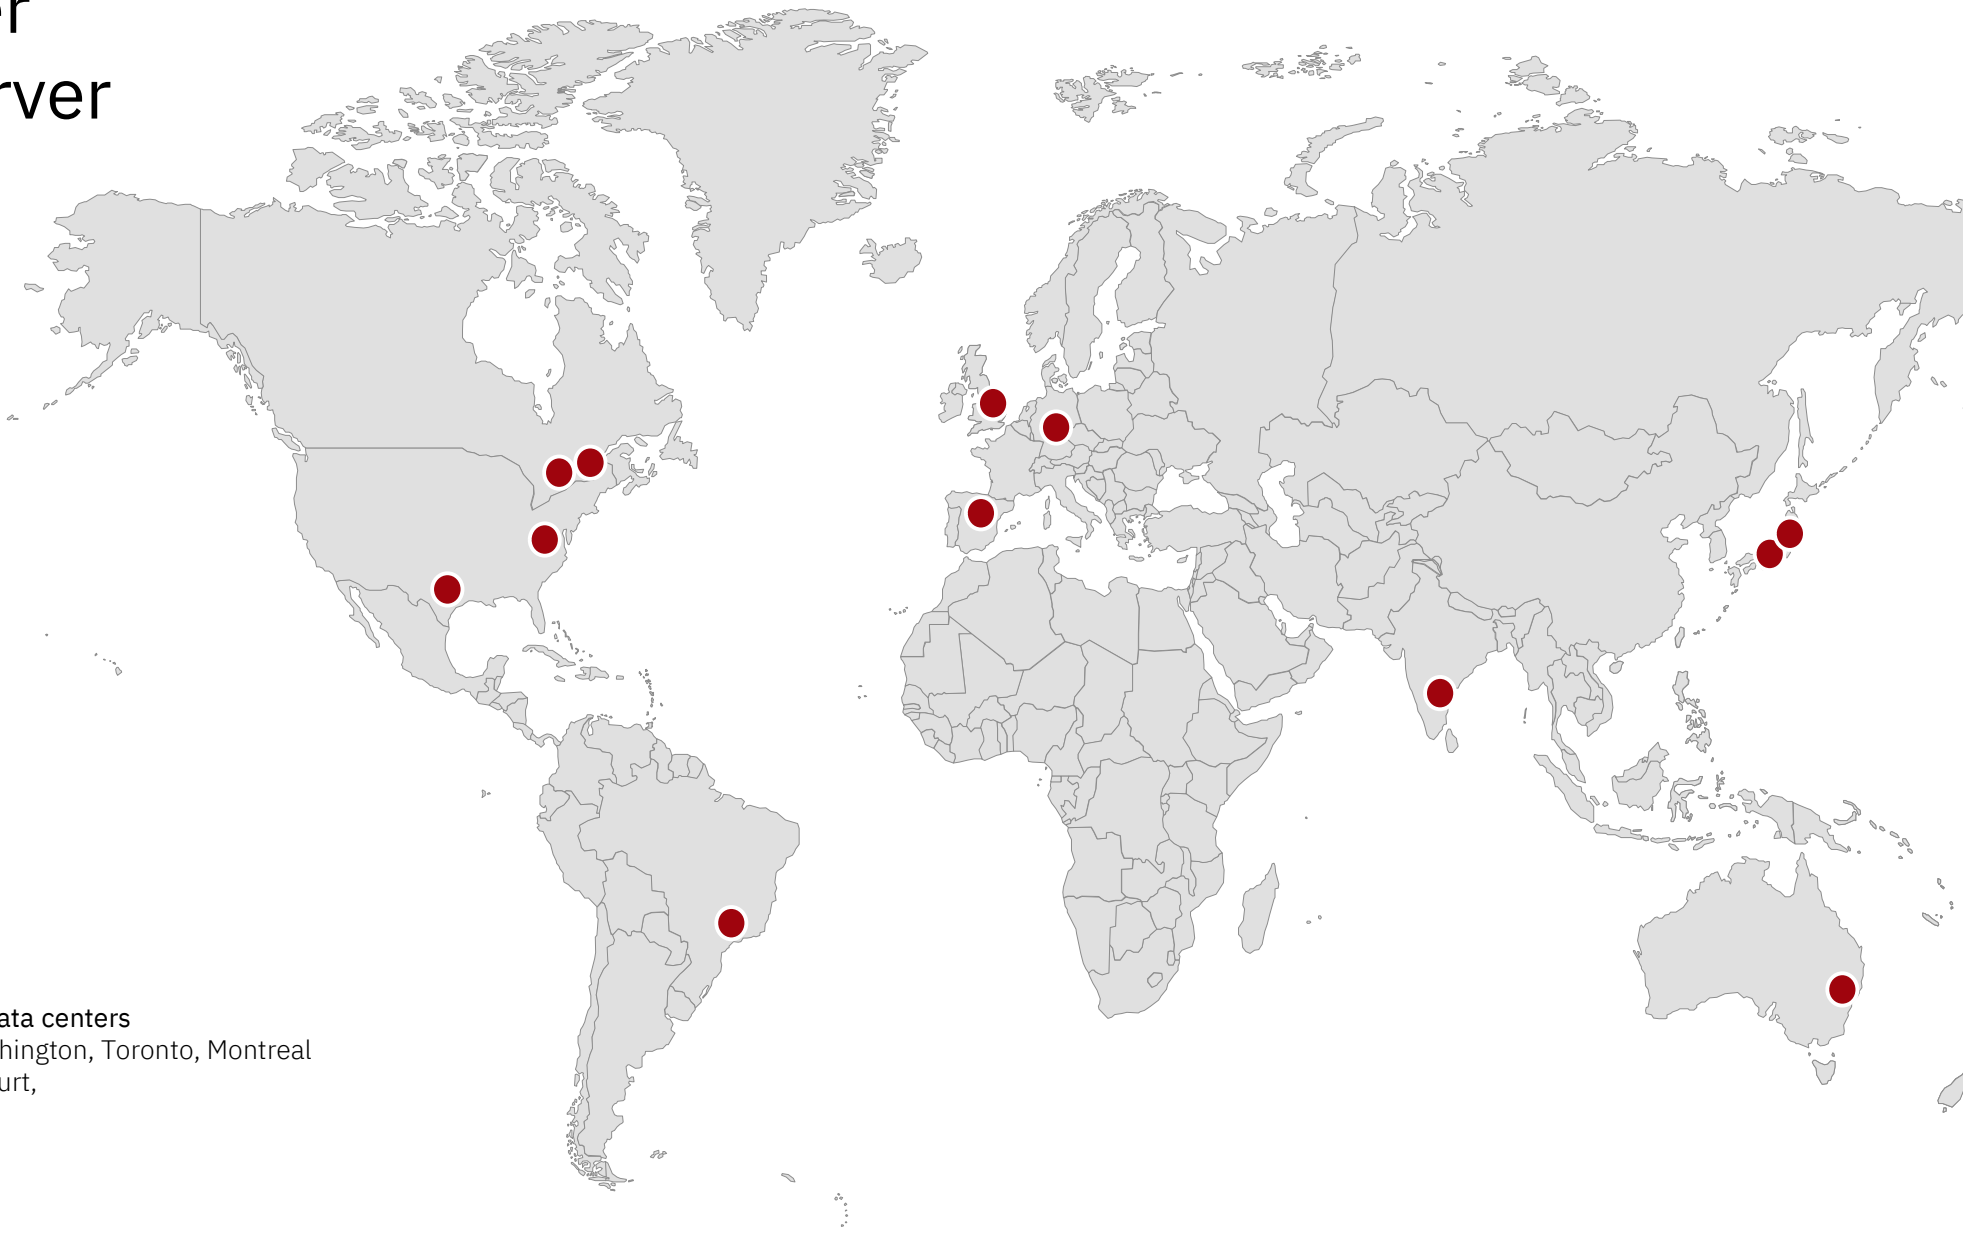 er
rver
ata centers
hington, Toronto, Montreal
urt,